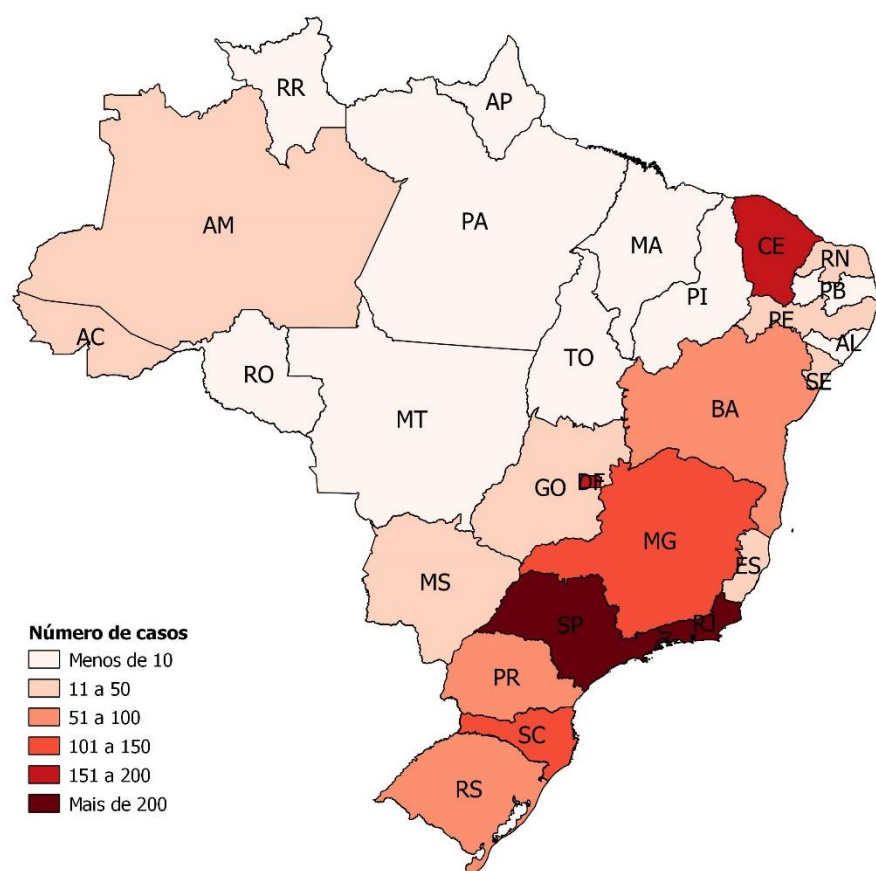 RR
AP
AM
PA
MA
CE
RN
PB
PI
PE
AL
AC
SE
RO
TO
BA
MT
DF
GO
MG
ES
MS
SP
RJ
PR
SC
RS
Número de casos
Menos de 10
11 a 50
51 a 100
101 a 150
151 a 200
Mais de 200